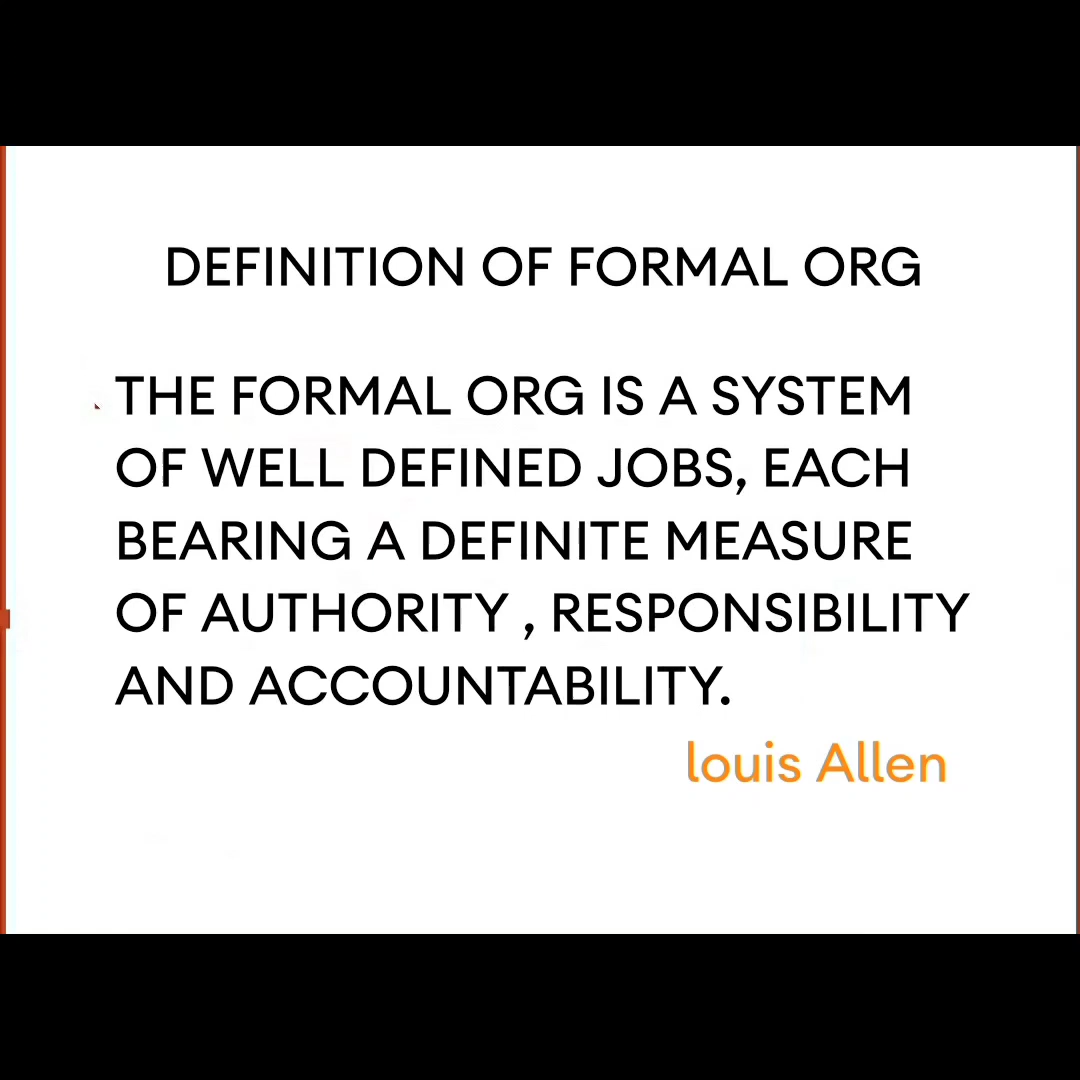 DEFINITION OF FORMAL ORG
THE FORMAL ORG IS A SYSTEM
OF WELL DEFINED JOBS, EACH
BEARING A DEFINITE MEASURE
OF AUTHORITY , RESPONSIBILITY
AND ACCOUNTABILITY.
louis Allen